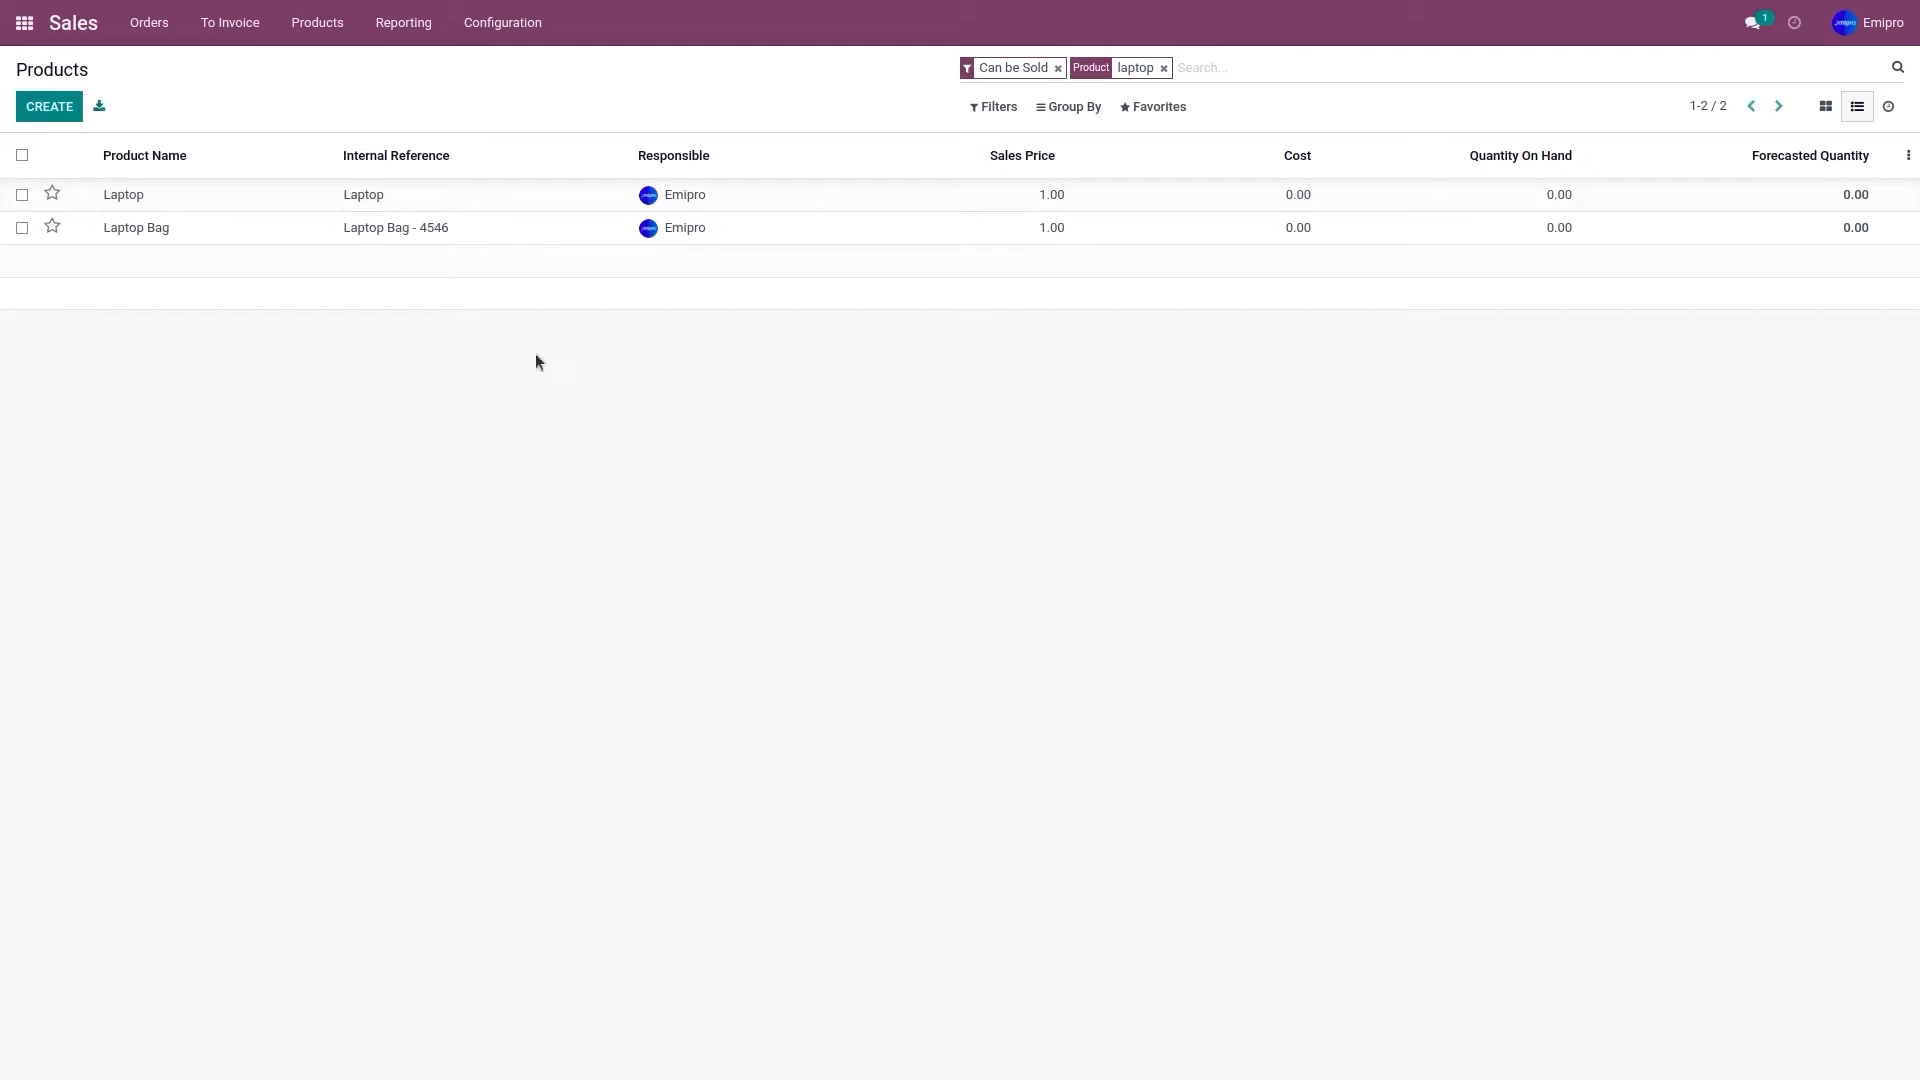 Sales Orders To Invoice Products Reporting Configuration 1 Emipro
Products Can be Sold Product laptop Search...
CREATE Filters Group By Favorites 1-2 / 2
Product Name Internal Reference Responsible Sales Price Cost Quantity On Hand Forecasted Quantity
Laptop Laptop Emipro 1.00 0.00 0.00 0.00
Laptop Bag Laptop Bag - 4546 Emipro 1.00 0.00 0.00 0.00